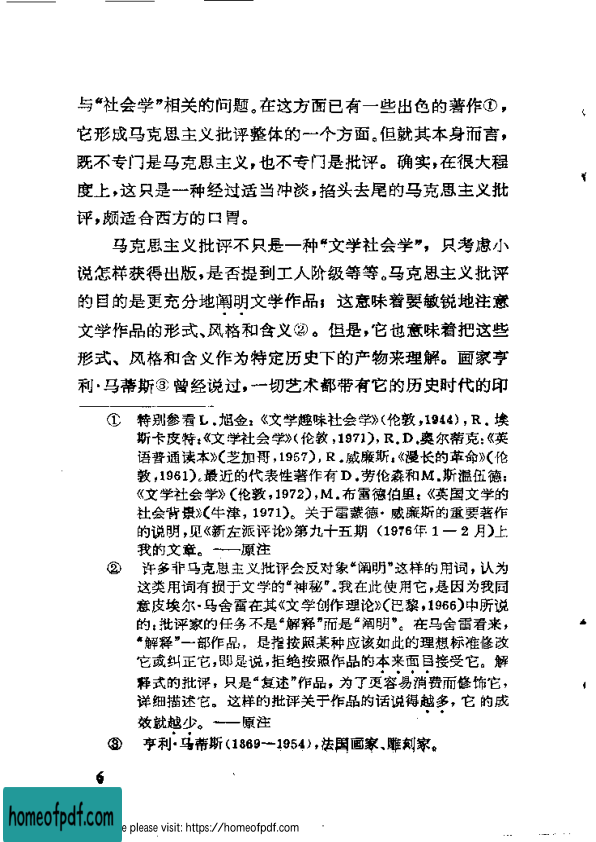 与“社会学”相关的问题。在这方面已有一些出色的著作①，
它形成马克思主义批评整体的一个方面。但就其本身而言，
既不专门是马克思主义，也不专门是批评。确实，在很大程
度上，这只是一种经过适当冲淡，掐头去尾的马克思主义批
评，颇适合西方的口胃。
马克思主义批评不只是一种“文学社会学”，只考虑小
说怎样获得出版，是否提到工人阶级等等。马克思主义批评
的目的是更充分地阐明文学作品；这意味着要敏锐地注意
文学作品的形式、风格和含义②。但是，它也意味着把这些
形式、风格和含义作为特定历史下的产物来理解。画家亨
利·马蒂斯③曾经说过，一切艺术都带有它的历史时代的印
① 特别参看L．旭金：《文学趣味社会学》（伦敦，1944），R．埃
斯卡皮特：《文学社会学》（伦敦，1971），R．D．奥尔蒂克：《英
语普通读本》（芝加哥，1957），R．威廉斯：《漫长的革命》（伦
敦，1961）。最近的代表性著作有D．劳伦森和M．斯温伍德：
《文学社会学》（伦敦，1972），M．布雷德伯里：《英国文学的
社会背景》（牛津，1971）。关于雷蒙德·威廉斯的重要著作
的说明，见《新左派评论》第九十五期（1976年1－2月）上
我的文章。——原注
② 许多非马克思主义批评会反对象“阐明”这样的用词，认为
这类用词有损于文学的“神秘”。我在此使用它，是因为我同
意皮埃尔·马舍雷在其《文学创作理论》（巴黎，1966）中所说
的：批评家的任务不是“解释”而是“阐明”。在马舍雷看来，
“解释”一部作品，是指按照某种应该如此的理想标准修改
它或纠正它，即是说，拒绝按照作品的本来面目接受它。解
释式的批评，只是“复述”作品，为了更容易消费而修饰它，
详细描述它。这样的批评关于作品的话说得越多，它的成
效就越少。——原注
③ 亨利·马蒂斯（1869—1954），法国画家、雕刻家。
6
homeofpdf.com
e please visit: https://homeofpdf.com